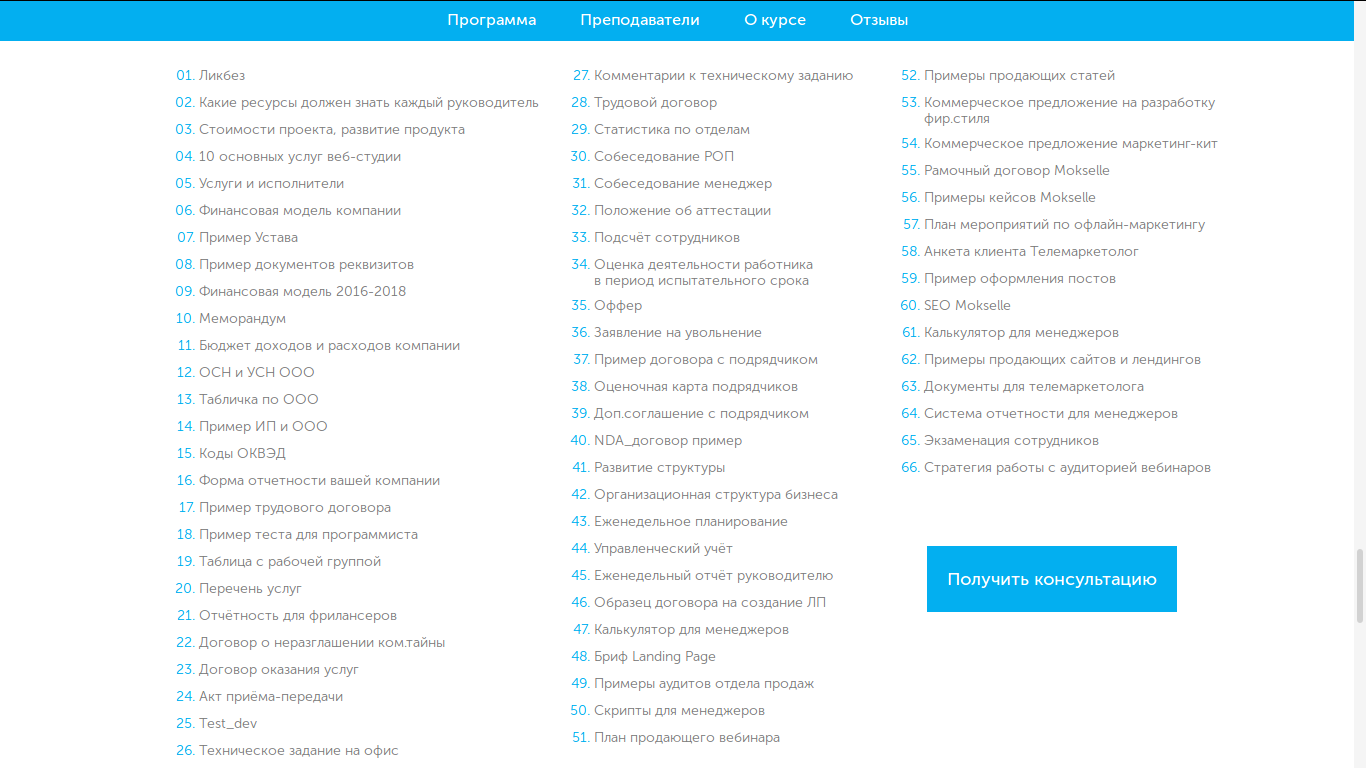 Программа Преподаватели О курсе Отзывы
01. Ликбез
02. Какие ресурсы должен знать каждый руководитель
03. Стоимости проекта, развитие продукта
04. 10 основных услуг веб-студии
05. Услуги и исполнители
06. Финансовая модель компании
07. Пример Устава
08. Пример документов реквизитов
09. Финансовая модель 2016-2018
10. Меморандум
11. Бюджет доходов и расходов компании
12. ОСН и УСН ООО
13. Табличка по ООО
14. Пример ИП и ООО
15. Коды ОКВЭД
16. Форма отчетности вашей компании
17. Пример трудового договора
18. Пример теста для программиста
19. Таблица с рабочей группой
20. Перечень услуг
21. Отчётность для фрилансеров
22. Договор о неразглашении ком.тайны
23. Договор оказания услуг
24. Акт приёма-передачи
25. Test_dev
26. Техническое задание на офис
27. Комментарии к техническому заданию
28. Трудовой договор
29. Статистика по отделам
30. Собеседование РОП
31. Собеседование менеджер
32. Положение об аттестации
33. Подсчёт сотрудников
34. Оценка деятельности работника
в период испытательного срока
35. Оффер
36. Заявление на увольнение
37. Пример договора с подрядчиком
38. Оценочная карта подрядчиков
39. Доп.соглашение с подрядчиком
40. NDA_договор пример
41. Развитие структуры
42. Организационная структура бизнеса
43. Еженедельное планирование
44. Управленческий учёт
45. Еженедельный отчёт руководителю
46. Образец договора на создание ЛП
47. Калькулятор для менеджеров
48. Бриф Landing Page
49. Примеры аудитов отдела продаж
50. Скрипты для менеджеров
51. План продающего вебинара
52. Примеры продающих статей
53. Коммерческое предложение на разработку
фир.стиля
54. Коммерческое предложение маркетинг-кит
55. Рамочный договор Mokselle
56. Примеры кейсов Mokselle
57. План мероприятий по офлайн-маркетингу
58. Анкета клиента Телемаркетолог
59. Пример оформления постов
60. SEO Mokselle
61. Калькулятор для менеджеров
62. Примеры продающих сайтов и лендингов
63. Документы для телемаркетолога
64. Система отчетности для менеджеров
65. Экзаменация сотрудников
66. Стратегия работы с аудиторией вебинаров
Получить консультацию